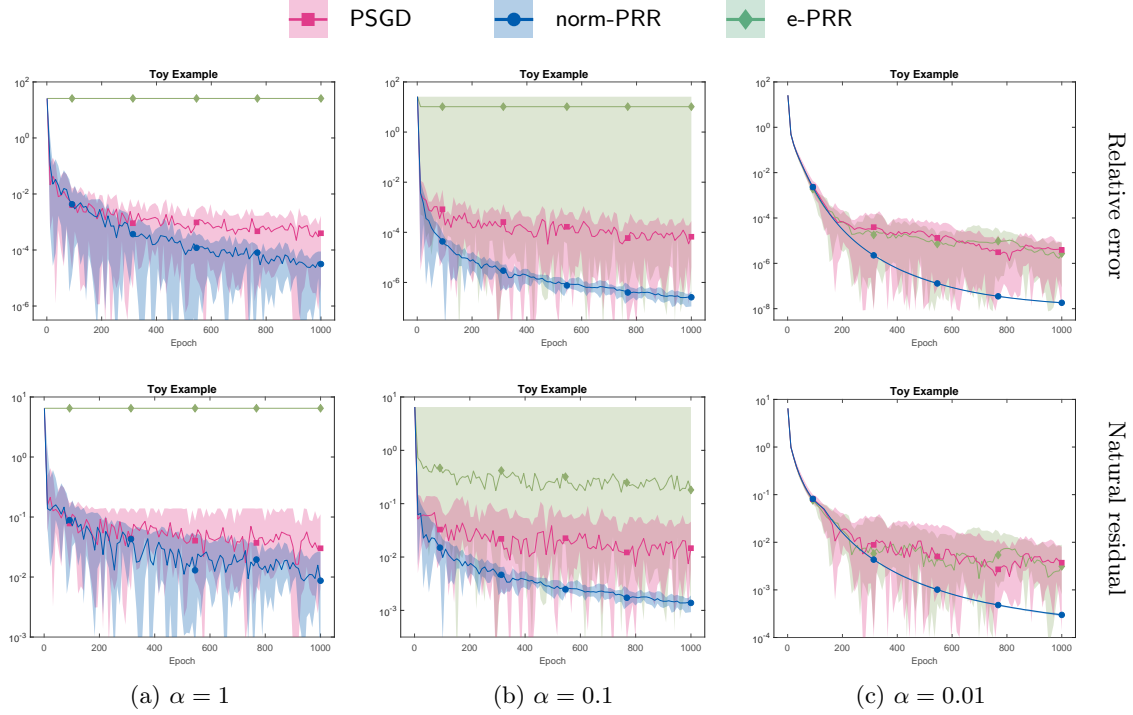 PSGD norm-PRR e-PRR
Toy Example Toy Example Toy Example
10^2 10^0 10^-2 10^-4 10^-6
0 200 400 600 800 1000
Epoch
10^2 10^0 10^-2 10^-4 10^-6
0 200 400 600 800 1000
Epoch
10^2 10^0 10^-2 10^-4 10^-6 10^-8
0 200 400 600 800 1000
Epoch
Relative error
Toy Example Toy Example Toy Example
10^1 10^0 10^-1 10^-2 10^-3
0 200 400 600 800 1000
Epoch
10^1 10^0 10^-1 10^-2 10^-3
0 200 400 600 800 1000
Epoch
10^1 10^0 10^-1 10^-2 10^-3 10^-4
0 200 400 600 800 1000
Epoch
Natural residual
(a) α = 1 (b) α = 0.1 (c) α = 0.01